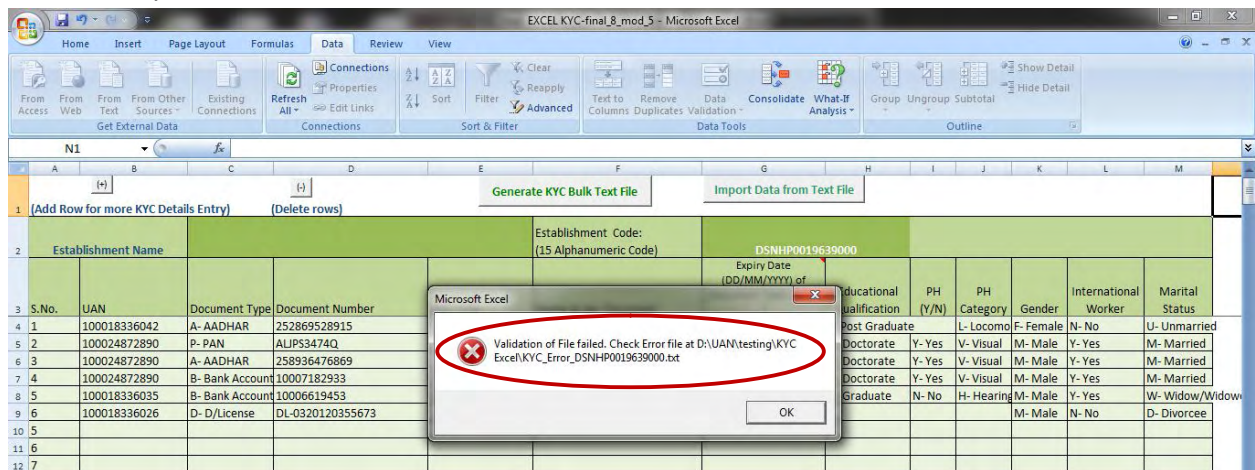 EXCEL KYC-final_8_mod_5 - Microsoft Excel
Home Insert Page Layout Formulas Data Review View
From Access From Web From Text From Other Sources Existing Connections Refresh All Connections Properties Edit Links Sort Filter Clear Reapply Advanced Text to Columns Remove Duplicates Data Validation Consolidate What-If Analysis Group Ungroup Subtotal Show Detail Hide Detail
Get External Data Connections Sort & Filter Data Tools Outline
N1 fx
A B C D E F G H I J K L M
(+) (-) Generate KYC Bulk Text File Import Data from Text File
1 (Add Row for more KYC Details Entry) (Delete rows)
Establishment Code:
2 Establishment Name (15 Alphanumeric Code) DSNHP0019639000
Expiry Date
(DD/MM/YYYY) of
3 S.No. UAN Document Type Document Number Educational Qualification PH (Y/N) PH Category Gender International Worker Marital Status
4 1 100018336042 A- AADHAR 252869528915 Post Graduate L- Locomo F- Female N- No U- Unmarried
5 2 100024872890 P- PAN ALJPS3474Q Doctorate Y- Yes V- Visual M- Male Y- Yes M- Married
6 3 100024872890 A- AADHAR 258936476869 Doctorate Y- Yes V- Visual M- Male Y- Yes M- Married
7 4 100024872890 B- Bank Account 10007182933 Doctorate Y- Yes V- Visual M- Male Y- Yes M- Married
8 5 100018336035 B- Bank Account 10006619453 Graduate N- No H- Hearing M- Male Y- Yes W- Widow/Widow
9 6 100018336026 D- D/License DL-0320120355673 M- Male N- No D- Divorcee
10 5
11 6
12 7
Microsoft Excel
Validation of File failed. Check Error file at D:\UAN\testing\KYC
Excel\KYC_Error_DSNHP0019639000.txt
OK